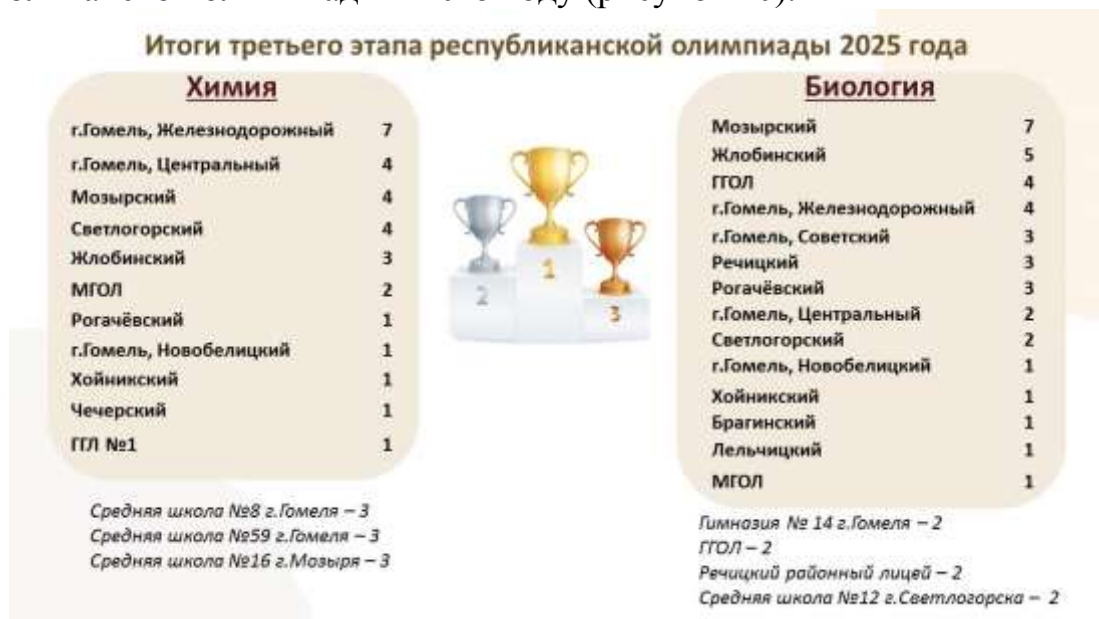 Итоги третьего этапа республиканской олимпиады 2025 года
Химия
г.Гомель, Железнодорожный 7
г.Гомель, Центральный 4
Мозырский 4
Светлогорский 4
Жлобинский 3
МГОЛ 2
Рогачёвский 1
г.Гомель, Новобелицкий 1
Хойникский 1
Чечерский 1
ГГЛ №1 1
Средняя школа №8 г.Гомеля – 3
Средняя школа №59 г.Гомеля – 3
Средняя школа №16 г.Мозыря – 3
1
2
3
Биология
Мозырский 7
Жлобинский 5
ГГОЛ 4
г.Гомель, Железнодорожный 4
г.Гомель, Советский 3
Речицкий 3
Рогачёвский 3
г.Гомель, Центральный 2
Светлогорский 2
г.Гомель, Новобелицкий 1
Хойникский 1
Брагинский 1
Лельчицкий 1
МГОЛ 1
Гимназия № 14 г.Гомеля – 2
ГГОЛ – 2
Речицкий районный лицей – 2
Средняя школа №12 г.Светлогорска – 2